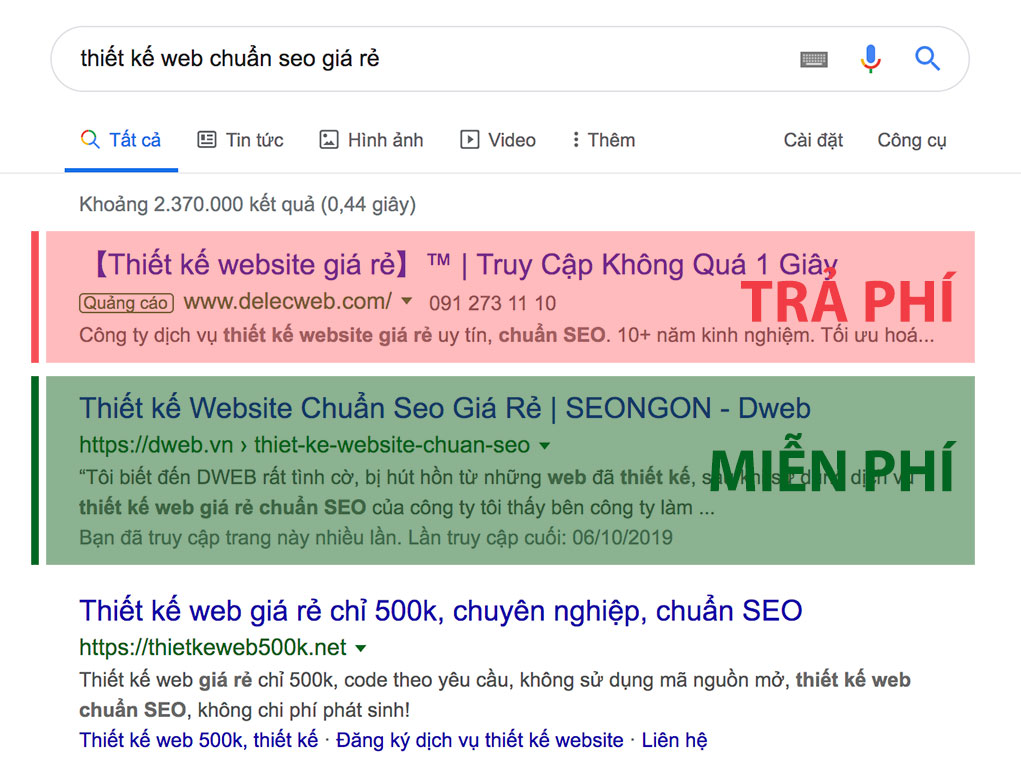 thiết kế web chuẩn seo giá rẻ
Tất cả Tin tức Hình ảnh Video Thêm Cài đặt Công cụ
Khoảng 2.370.000 kết quả (0,44 giây)
【Thiết kế website giá rẻ】 ™ | Truy Cập Không Quá 1 Giây
Quảng cáo www.delecweb.com/ 091 273 11 10
TRẢ PHÍ
Công ty dịch vụ thiết kế website giá rẻ uy tín, chuẩn SEO. 10+ năm kinh nghiệm. Tối ưu hoá...
Thiết kế Website Chuẩn Seo Giá Rẻ | SEONGON - Dweb
https://dweb.vn › thiet-ke-website-chuan-seo
MIỄN PHÍ
“Tôi biết đến DWEB rất tình cờ, bị hút hồn từ những web đã thiết kế, sau khi sử dụng dịch vụ
thiết kế web giá rẻ chuẩn SEO của công ty tôi thấy bên công ty làm ...
Bạn đã truy cập trang này nhiều lần. Lần truy cập cuối: 06/10/2019
Thiết kế web giá rẻ chỉ 500k, chuyên nghiệp, chuẩn SEO
https://thietkeweb500k.net
Thiết kế web giá rẻ chỉ 500k, code theo yêu cầu, không sử dụng mã nguồn mở, thiết kế web
chuẩn SEO, không chi phí phát sinh!
Thiết kế web 500k, thiết kế · Đăng ký dịch vụ thiết kế website · Liên hệ